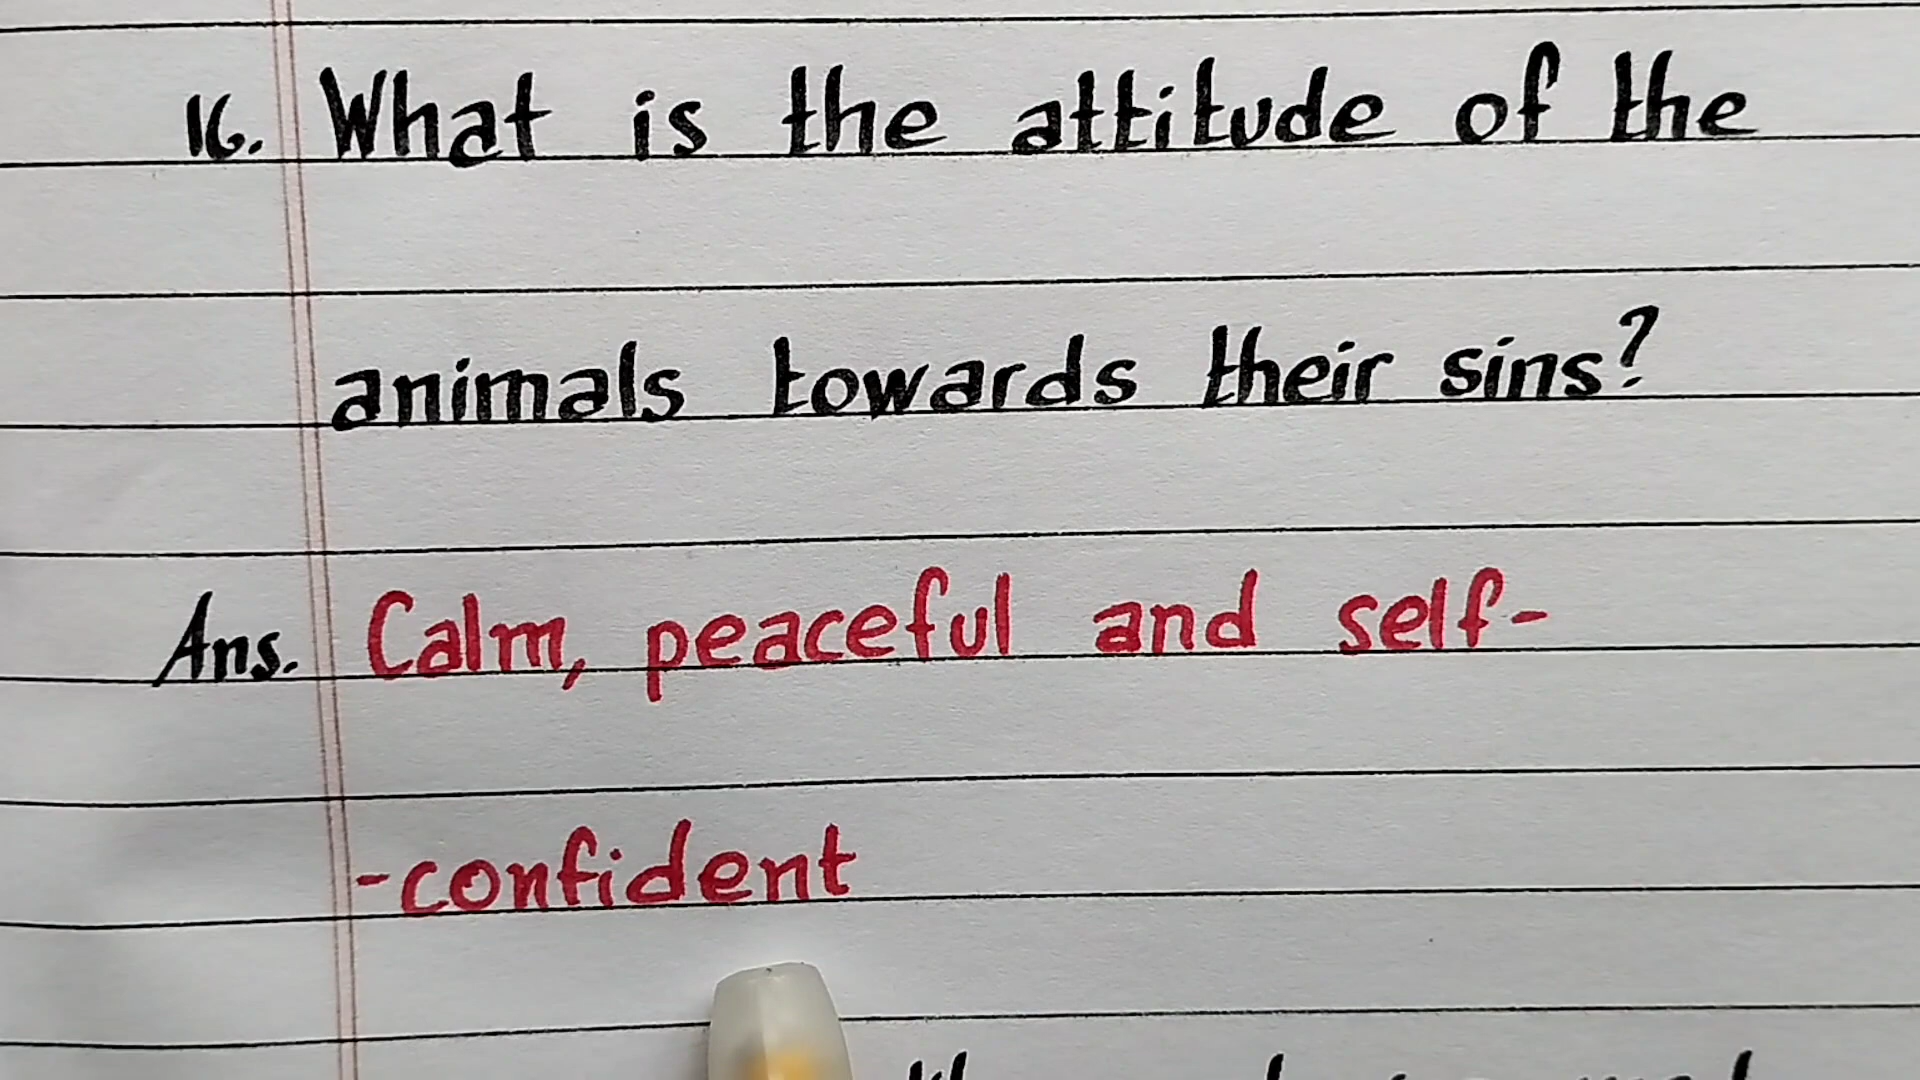 16. What is the attitude of the
animals towards their sins?
Ans. Calm, peaceful and self-
-confident